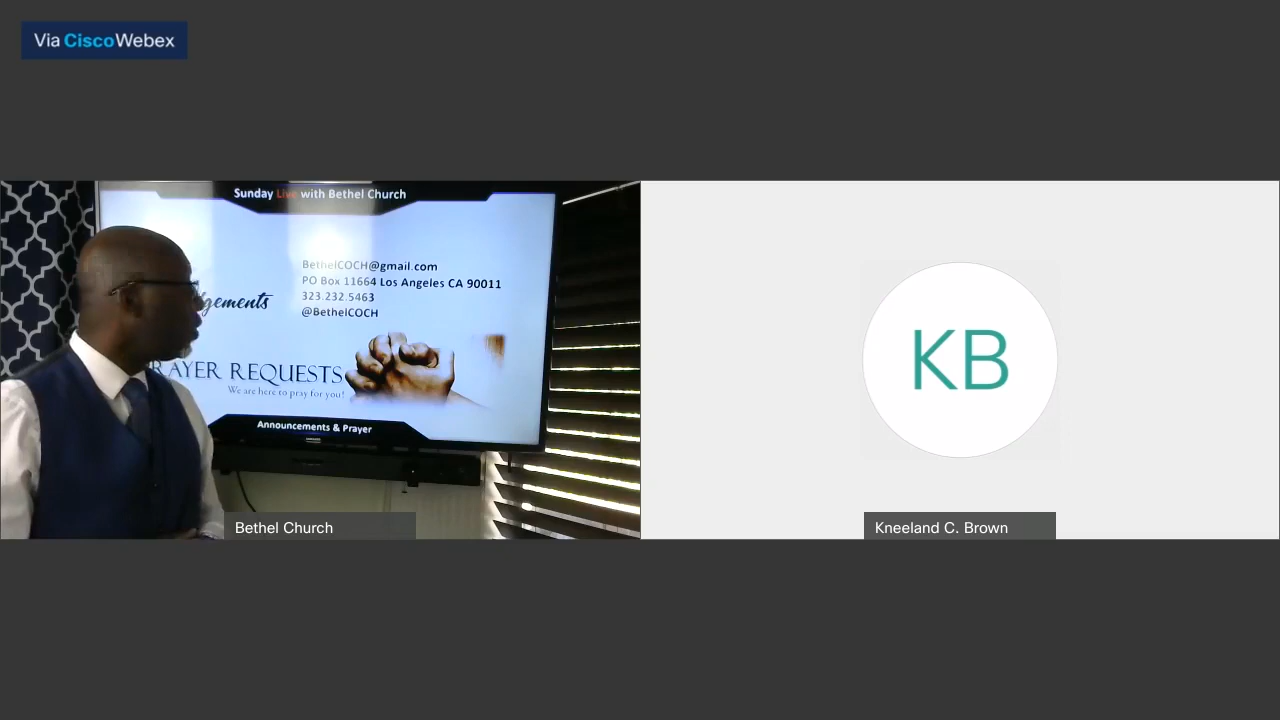 Via CiscoWebex
Sunday Live with Bethel Church
BethelCOCH@gmail.com
PO Box 11664 Los Angeles CA 90011
323.232.5463
@BethelCOCH
RAYER REQUESTS
We are here to pray for you!
Announcements & Prayer
Bethel Church
KB
Kneeland C. Brown